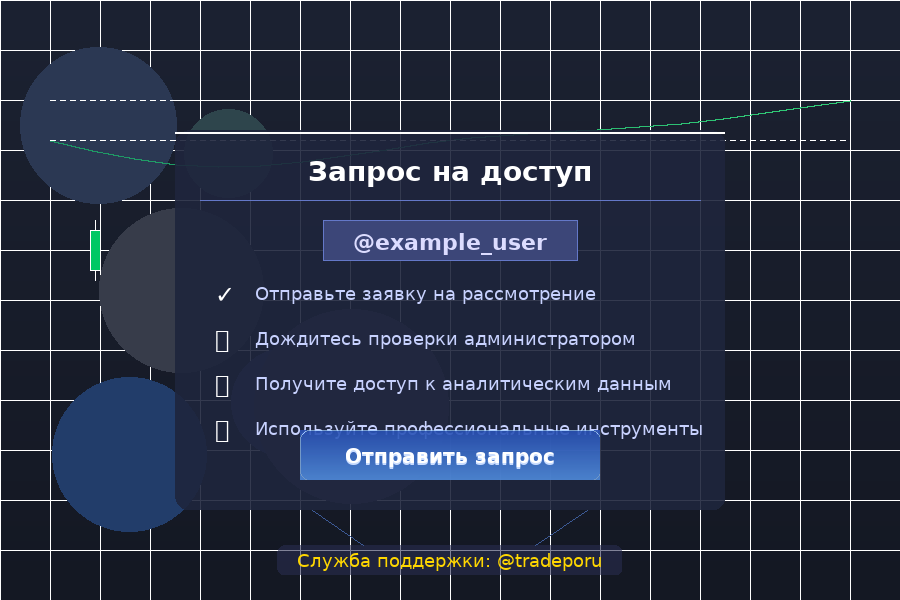 Запрос на доступ
@example_user
✓ Отправьте заявку на рассмотрение
Дождитесь проверки администратором
Получите доступ к аналитическим данным
Используйте профессиональные инструменты
Отправить запрос
Служба поддержки: @tradeporu